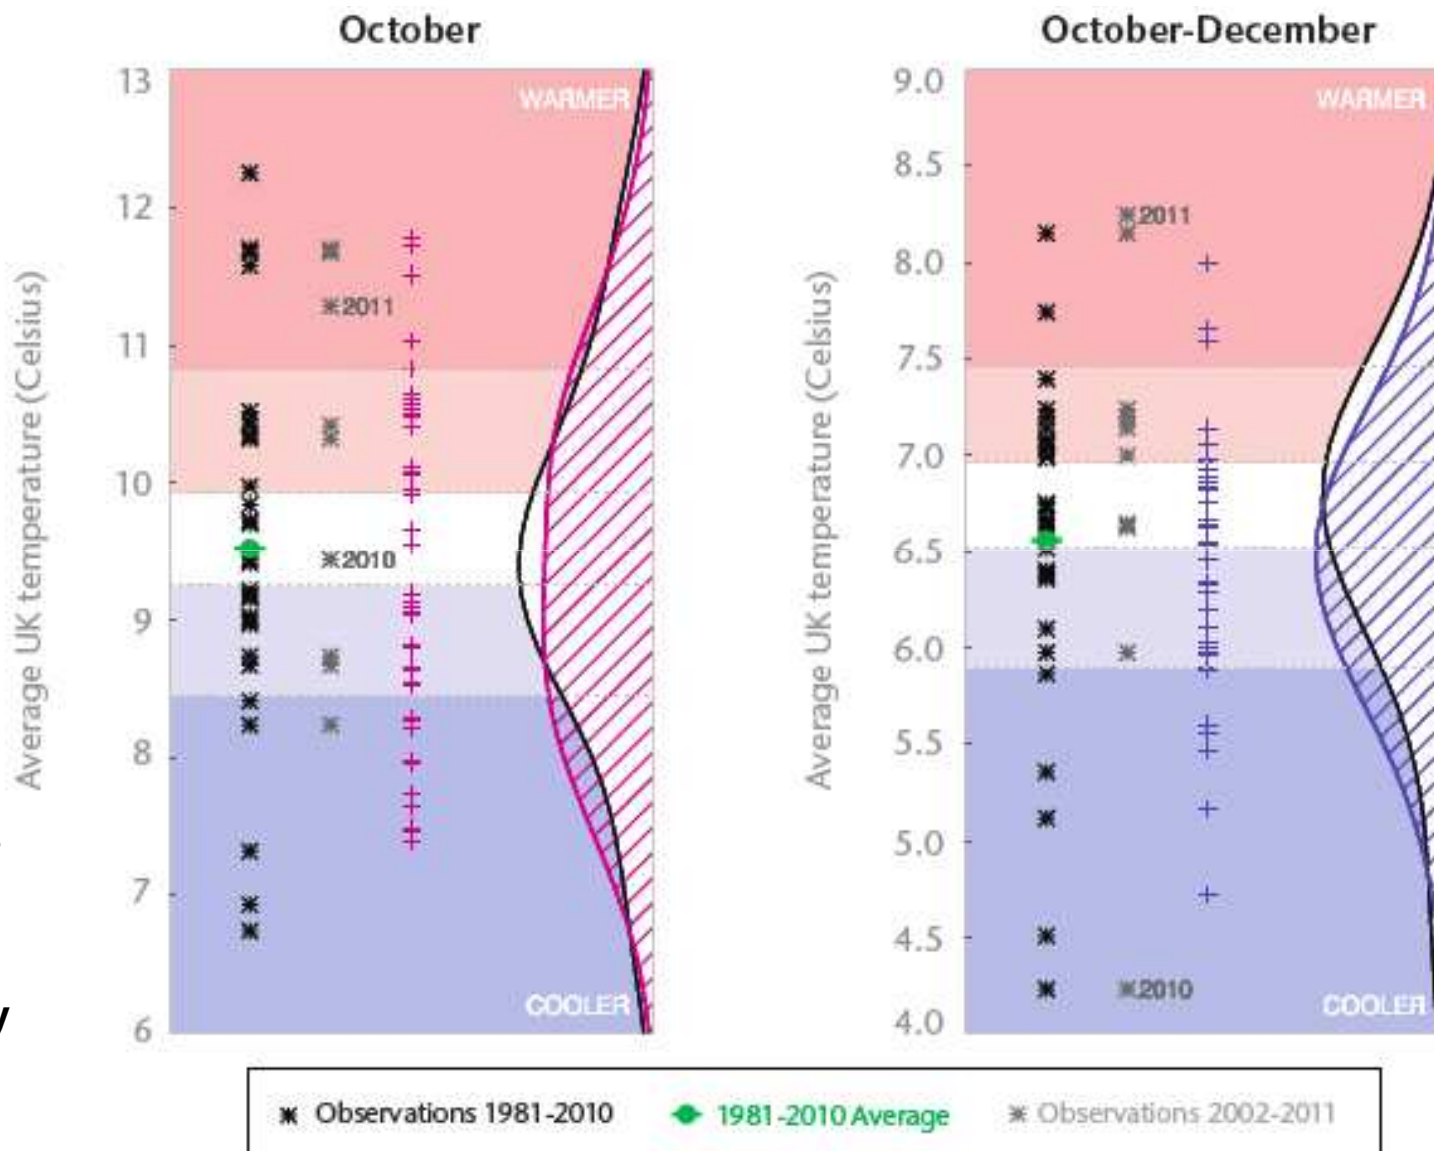 October
October-December
13
12
11
10
9
8
7
6
Average UK temperature (Celsius)
WARMER
2011
2010
COOLER
9.0
8.5
8.0
7.5
7.0
6.5
6.0
5.5
5.0
4.5
4.0
Average UK temperature (Celsius)
WARMER
2011
2010
COOLER
Observations 1981-2010
1981-2010 Average
Observations 2002-2011